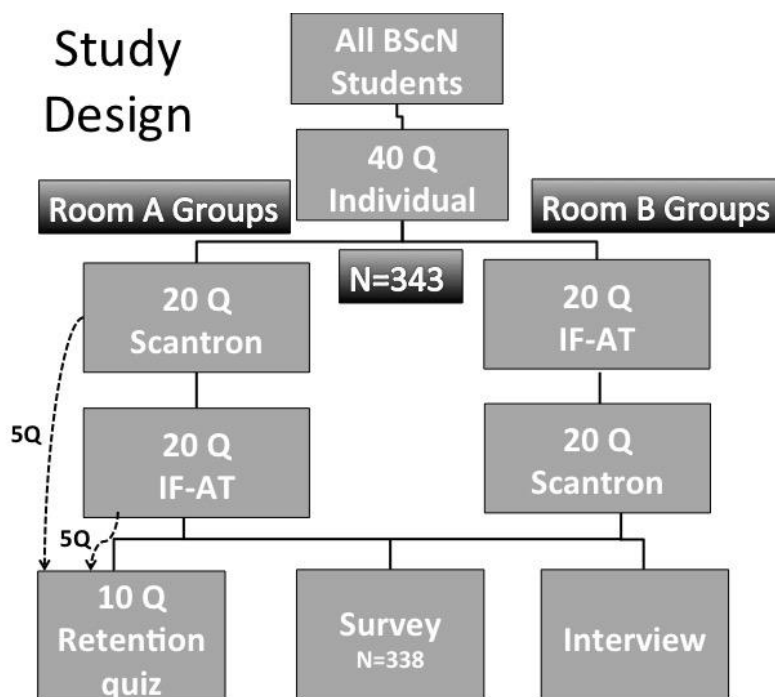 Study
Design
All BScN
Students
40 Q
Individual
Room A Groups
Room B Groups
N=343
20 Q
Scantron
20 Q
IF-AT
5Q
20 Q
IF-AT
20 Q
Scantron
5Q
10 Q
Retention
quiz
Survey
N=338
Interview